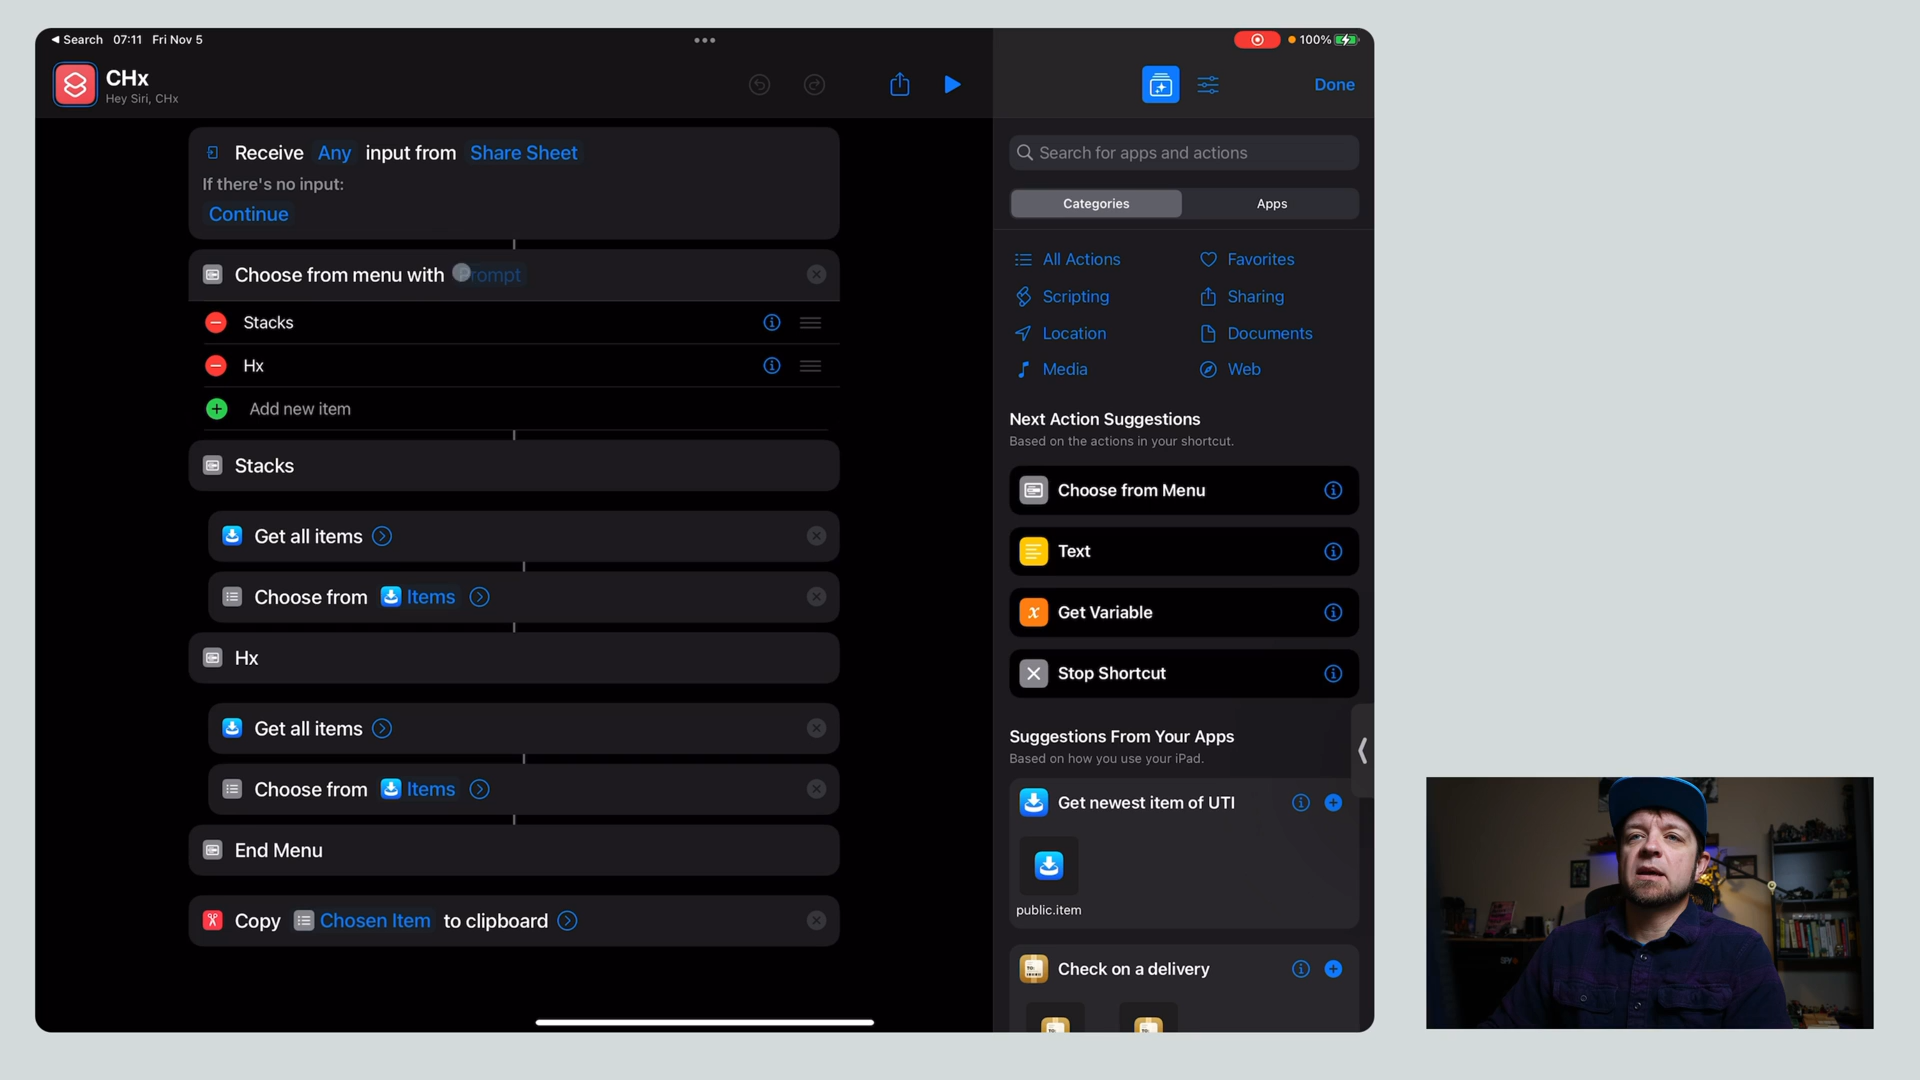 ◀ Search 07:11 Fri Nov 5
100%
CHx
Hey Siri, CHx
Done
Receive Any input from Share Sheet
If there's no input:
Continue
Choose from menu with Prompt
Stacks
Hx
Add new item
Stacks
Get all items
Choose from Items
Hx
Get all items
Choose from Items
End Menu
Copy Chosen Item to clipboard
Search for apps and actions
Categories Apps
All Actions Favorites
Scripting Sharing
Location Documents
Media Web
Next Action Suggestions
Based on the actions in your shortcut.
Choose from Menu
Text
Get Variable
Stop Shortcut
Suggestions From Your Apps
Based on how you use your iPad.
Get newest item of UTI
public.item
Check on a delivery